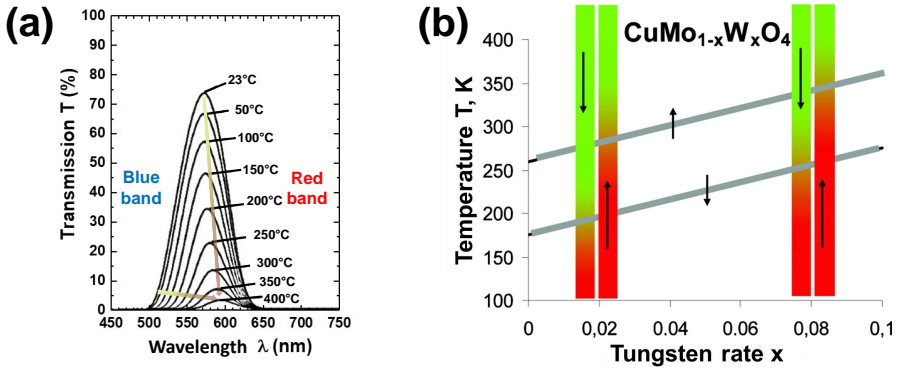 (a)
100
90
80
70
60
50
40
30
20
10
0
Transmission T (%)
23°C
50°C
100°C
150°C
200°C
250°C
300°C
350°C
400°C
Blue
band
Red
band
450 500 550 600 650 700 750
Wavelength λ (nm)
(b)
CuMo1-xWxO4
400
350
300
250
200
150
100
Temperature T, K
0 0,02 0,04 0,06 0,08 0,1
Tungsten rate x